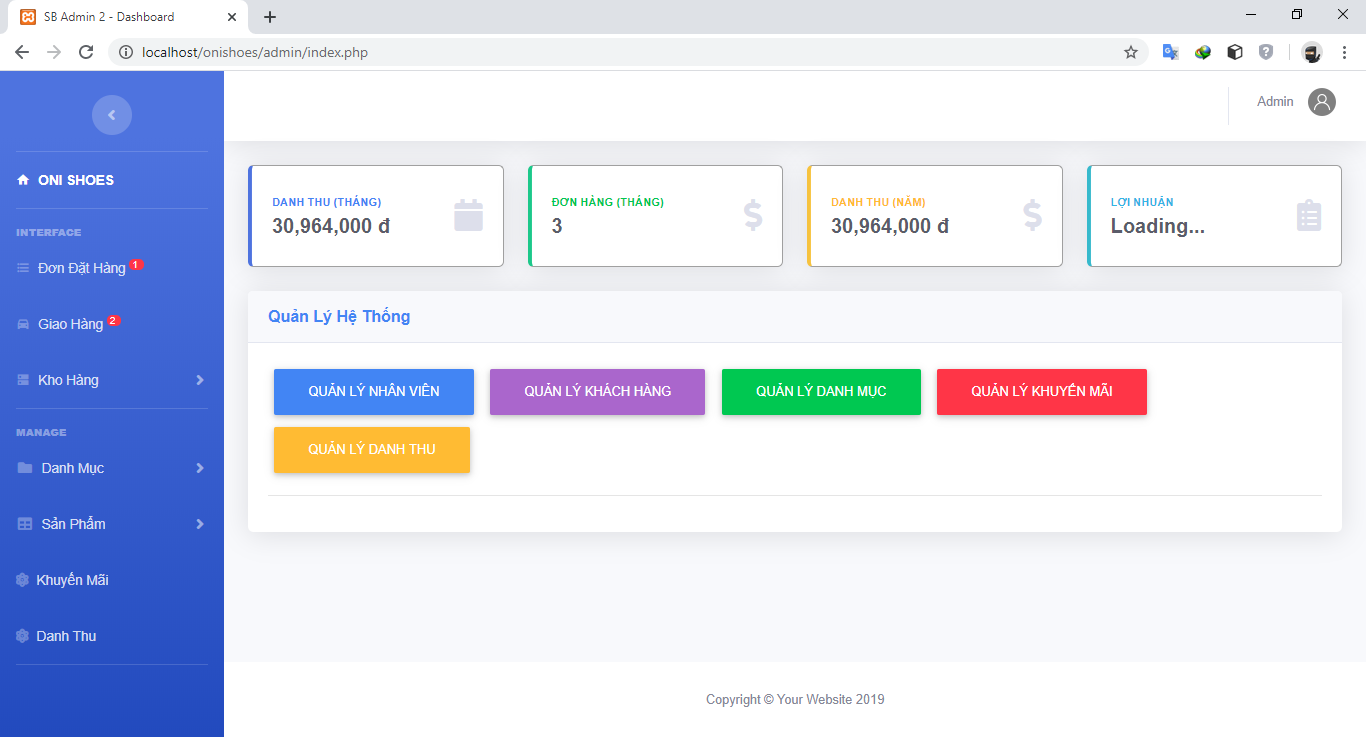 SB Admin 2 - Dashboard
localhost/onishoes/admin/index.php
Admin
ONI SHOES
INTERFACE
Đơn Đặt Hàng 1
Giao Hàng 2
Kho Hàng
MANAGE
Danh Mục
Sản Phẩm
Khuyến Mãi
Danh Thu
DANH THU (THÁNG)
30,964,000 đ
ĐƠN HÀNG (THÁNG)
3
DANH THU (NĂM)
30,964,000 đ
LỢI NHUẬN
Loading...
Quản Lý Hệ Thống
QUẢN LÝ NHÂN VIÊN
QUẢN LÝ KHÁCH HÀNG
QUẢN LÝ DANH MỤC
QUẢN LÝ KHUYẾN MÃI
QUẢN LÝ DANH THU
Copyright © Your Website 2019